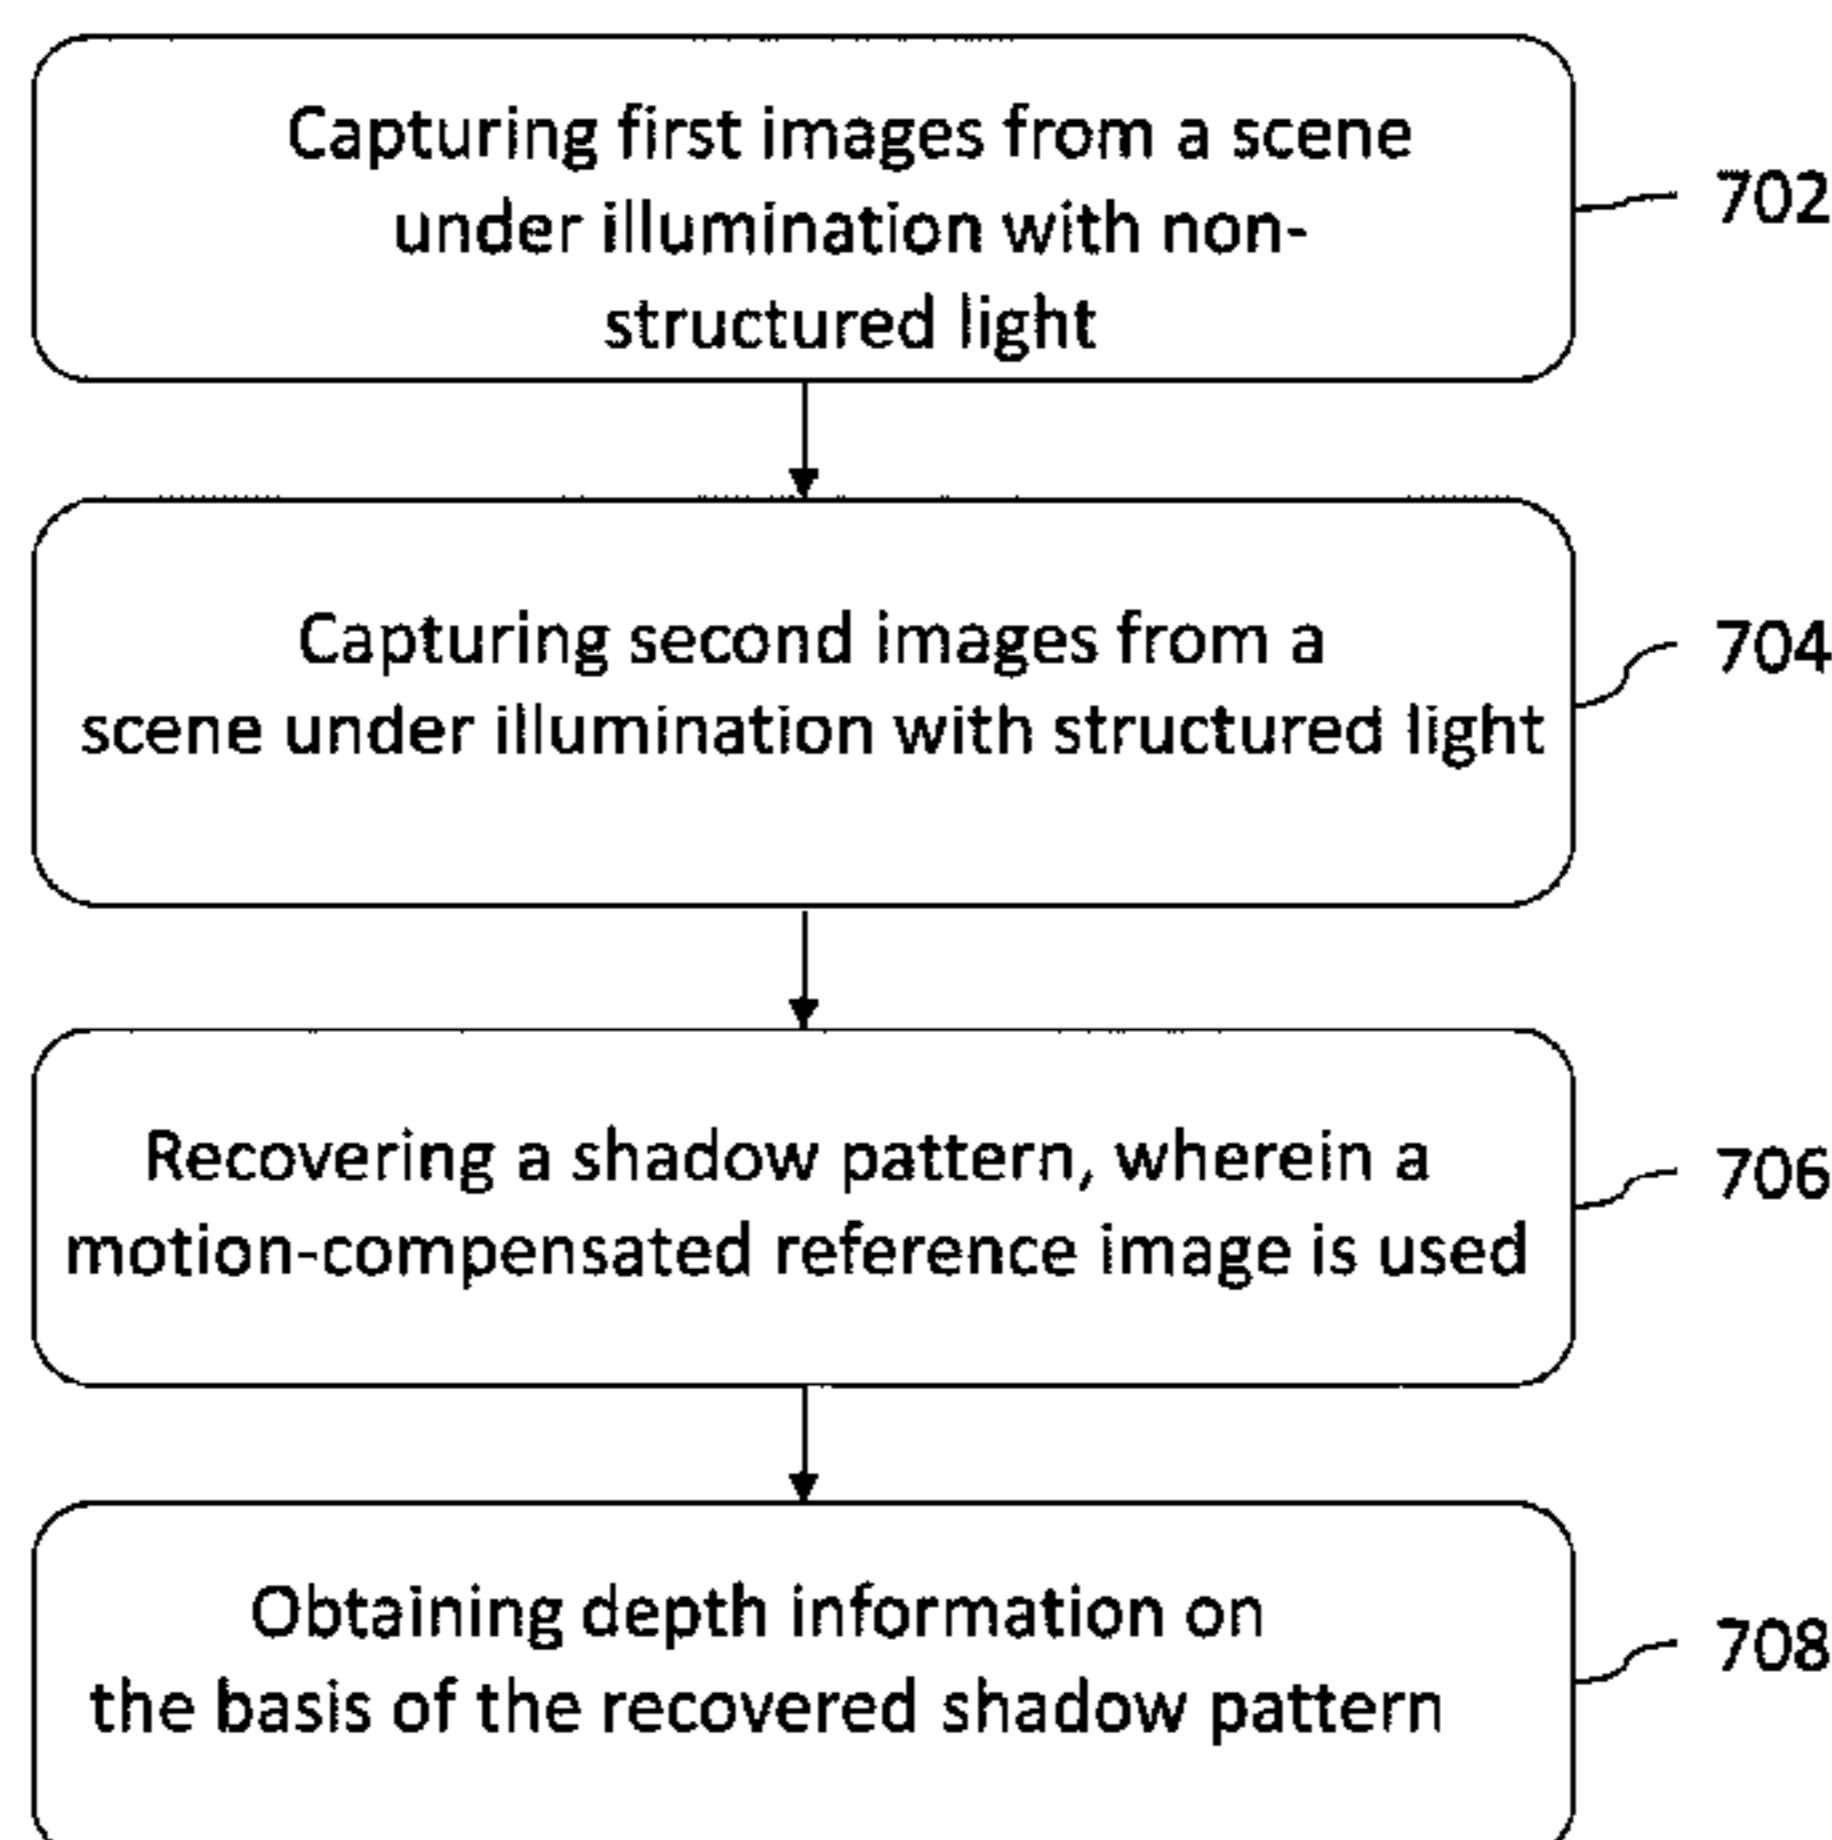 Capturing first images from a scene
under illumination with non-
structured light
702
Capturing second images from a
scene under illumination with structured light
704
Recovering a shadow pattern, wherein a
motion-compensated reference image is used
706
Obtaining depth information on
the basis of the recovered shadow pattern
708